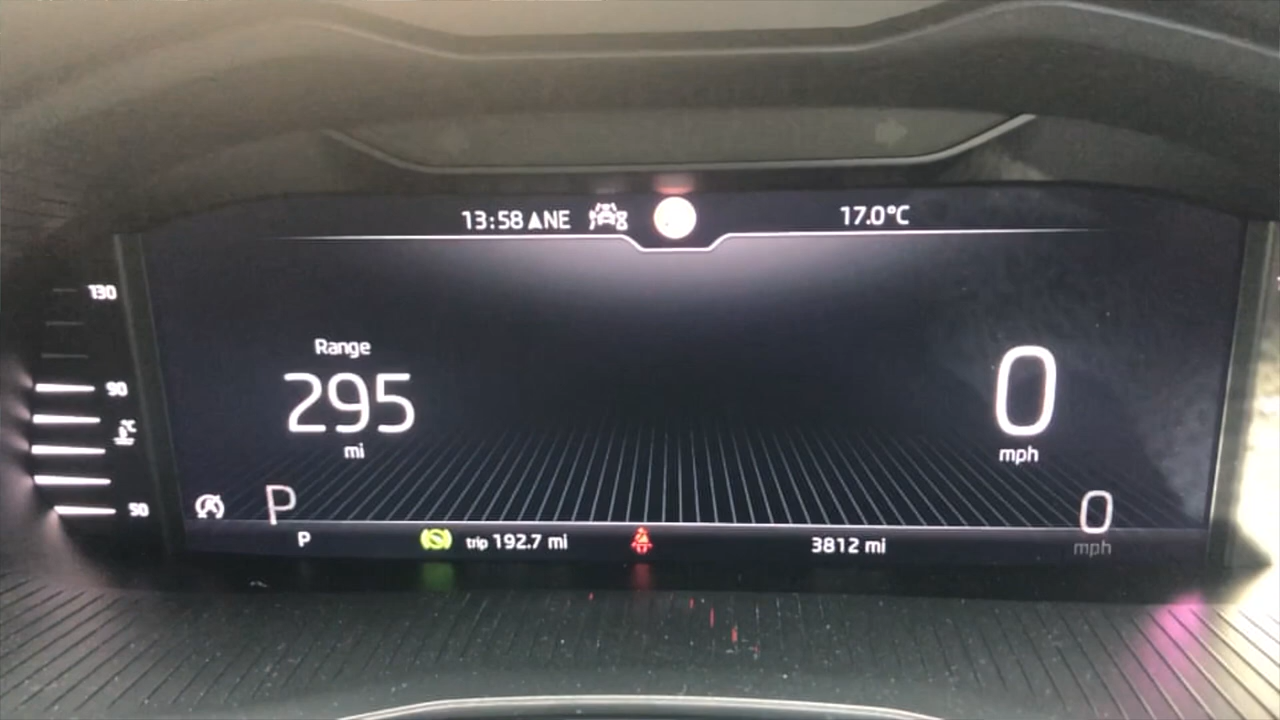 13:58 ANE
17.0°C
130
90
°C
50
Range
295
mi
0
mph
P
P
trip 192.7 mi
3812 mi
0
mph